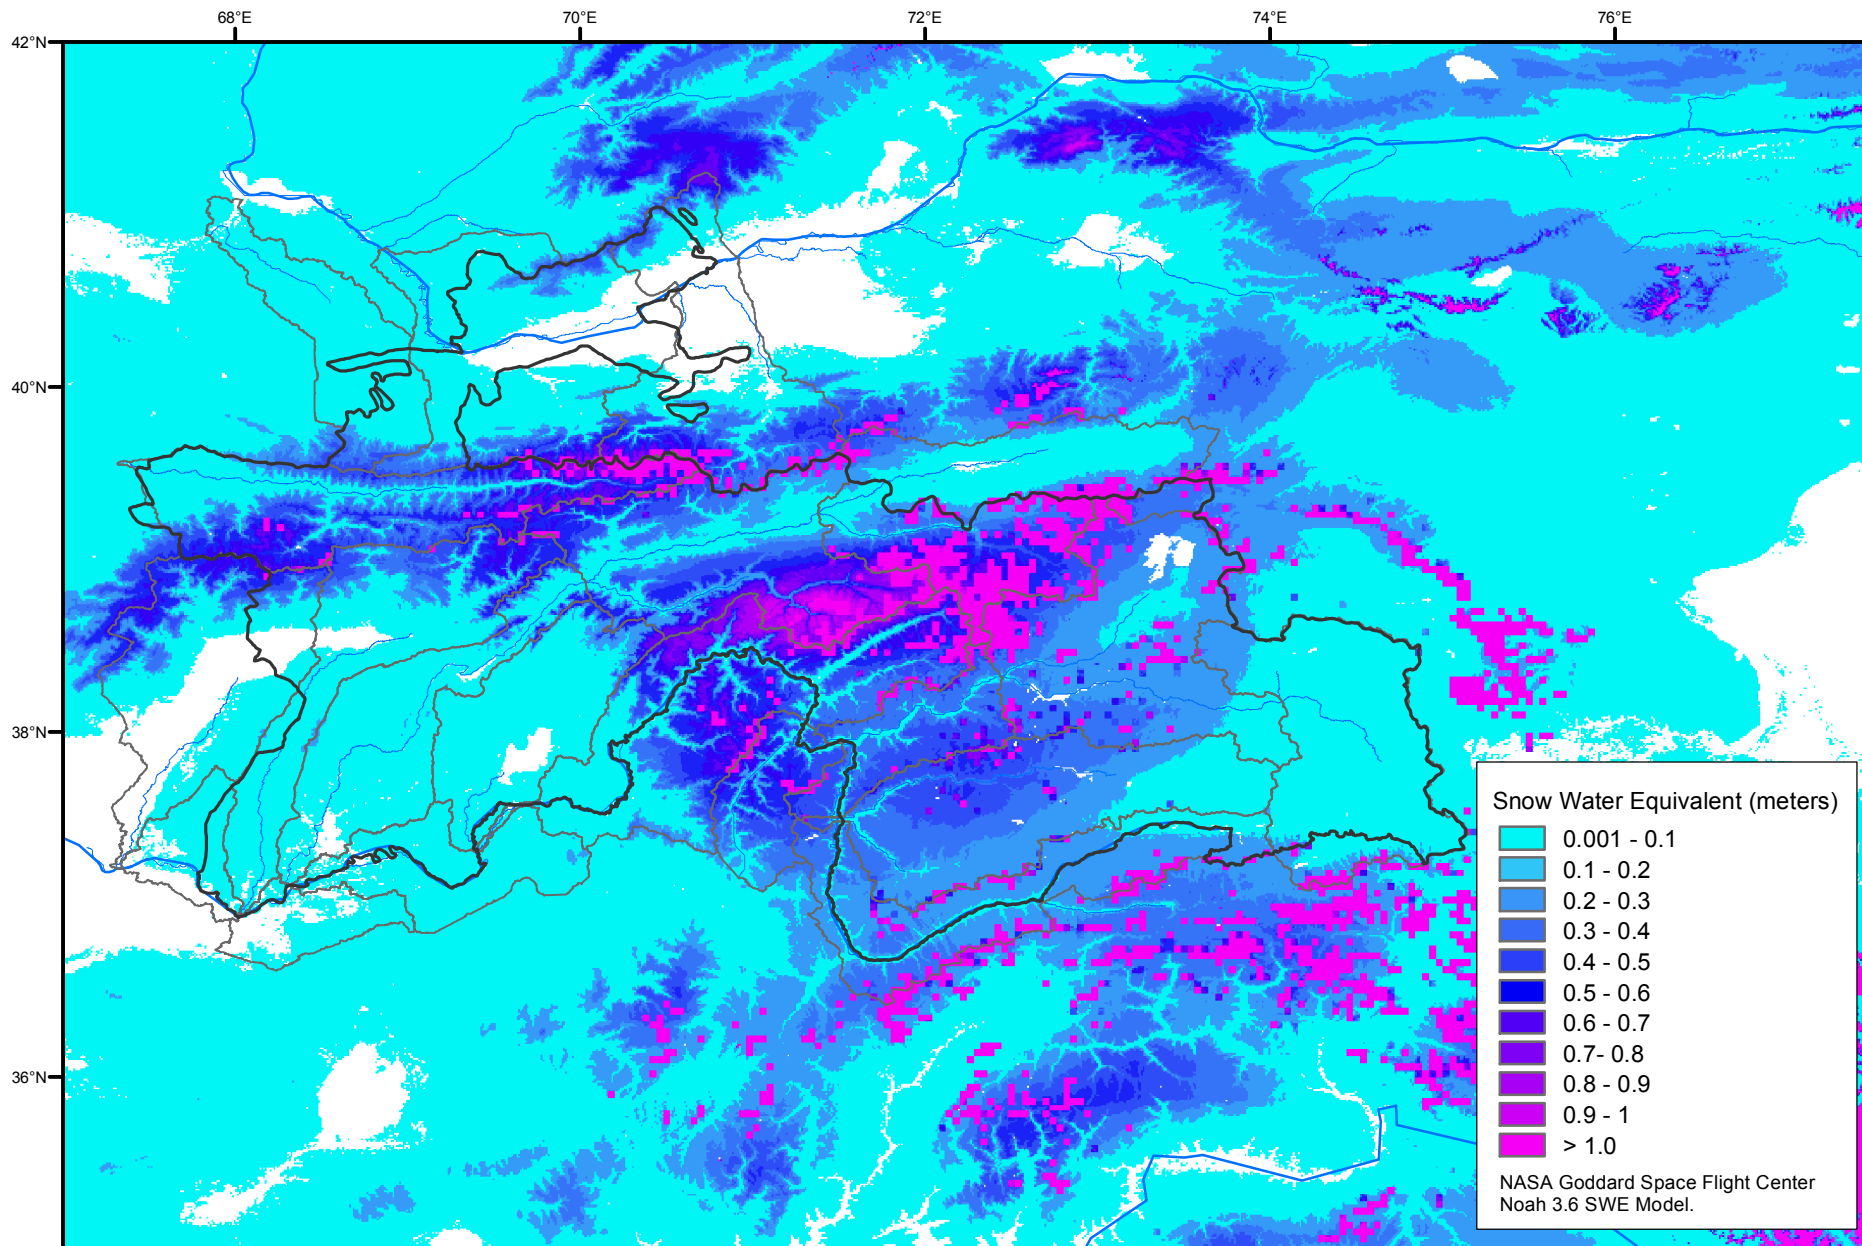 68°E 70°E 72°E 74°E 76°E
42°N
40°N
38°N
36°N
Snow Water Equivalent (meters)
0.001 - 0.1
0.1 - 0.2
0.2 - 0.3
0.3 - 0.4
0.4 - 0.5
0.5 - 0.6
0.6 - 0.7
0.7- 0.8
0.8 - 0.9
0.9 - 1
> 1.0
NASA Goddard Space Flight Center
Noah 3.6 SWE Model.